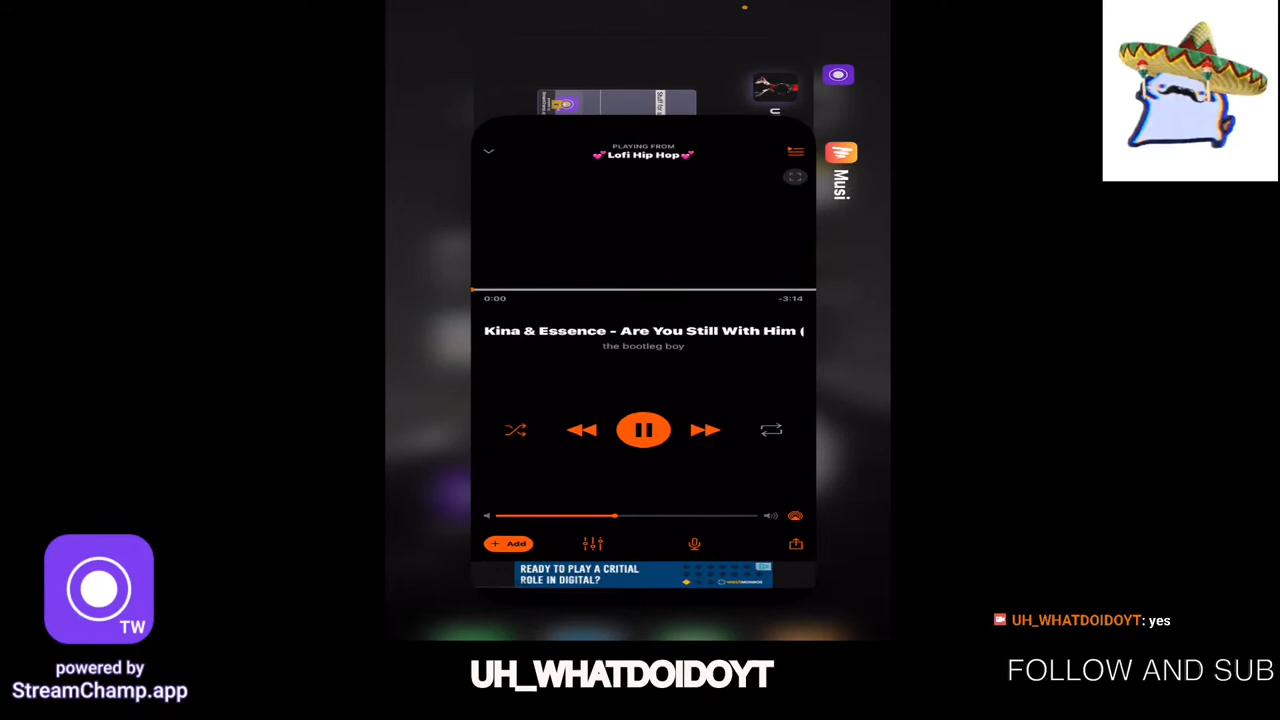 PLAYING FROM
💕Lofi Hip Hop💕
Musi
0:00
-3:14
Kina & Essence - Are You Still With Him (
the bootleg boy
+ Add
READY TO PLAY A CRITIAL
ROLE IN DIGITAL?
TW
powered by
StreamChamp.app
UH_WHATDOIDOYT: yes
FOLLOW AND SUB
UH_WHATDOIDOYT